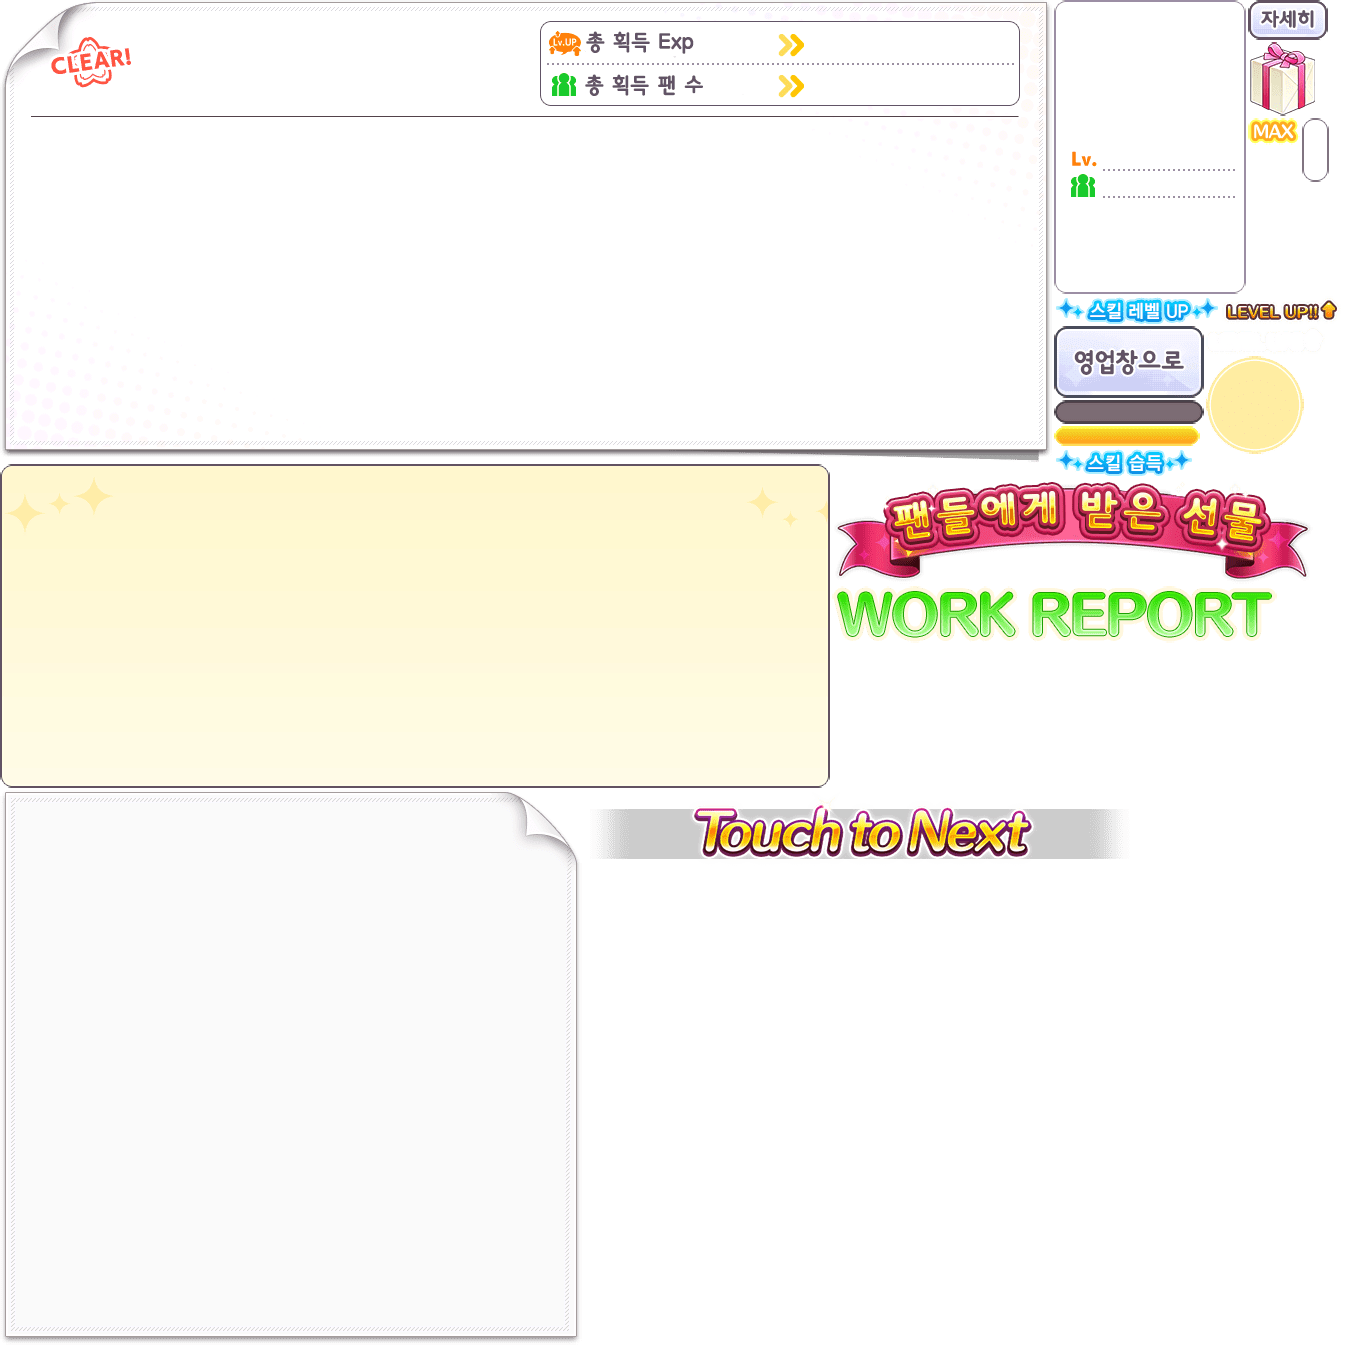 CLEAR!
Lv.UP 총 획득 Exp
총 획득 팬 수
자세히
MAX
Lv.
스킬 레벨 UP
LEVEL UP!!
영업창으로
스킬 습득
팬들에게 받은 선물
WORK REPORT
Touch to Next